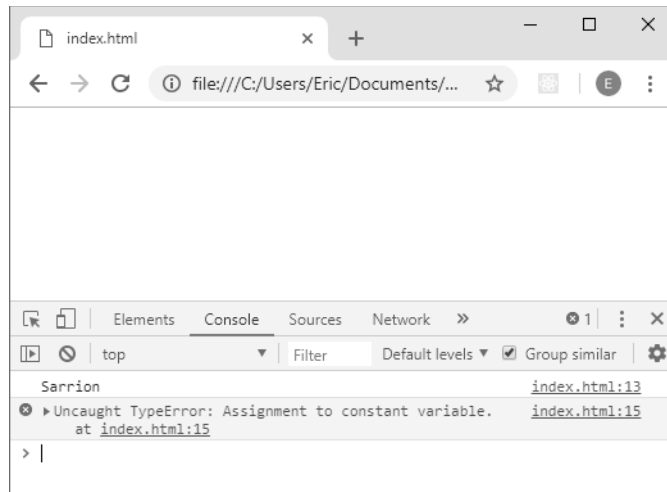 index.html
file:///C:/Users/Eric/Documents/...
E
Elements Console Sources Network » 1
top Filter Default levels Group similar
Sarrion index.html:13
Uncaught TypeError: Assignment to constant variable. index.html:15
at index.html:15
>